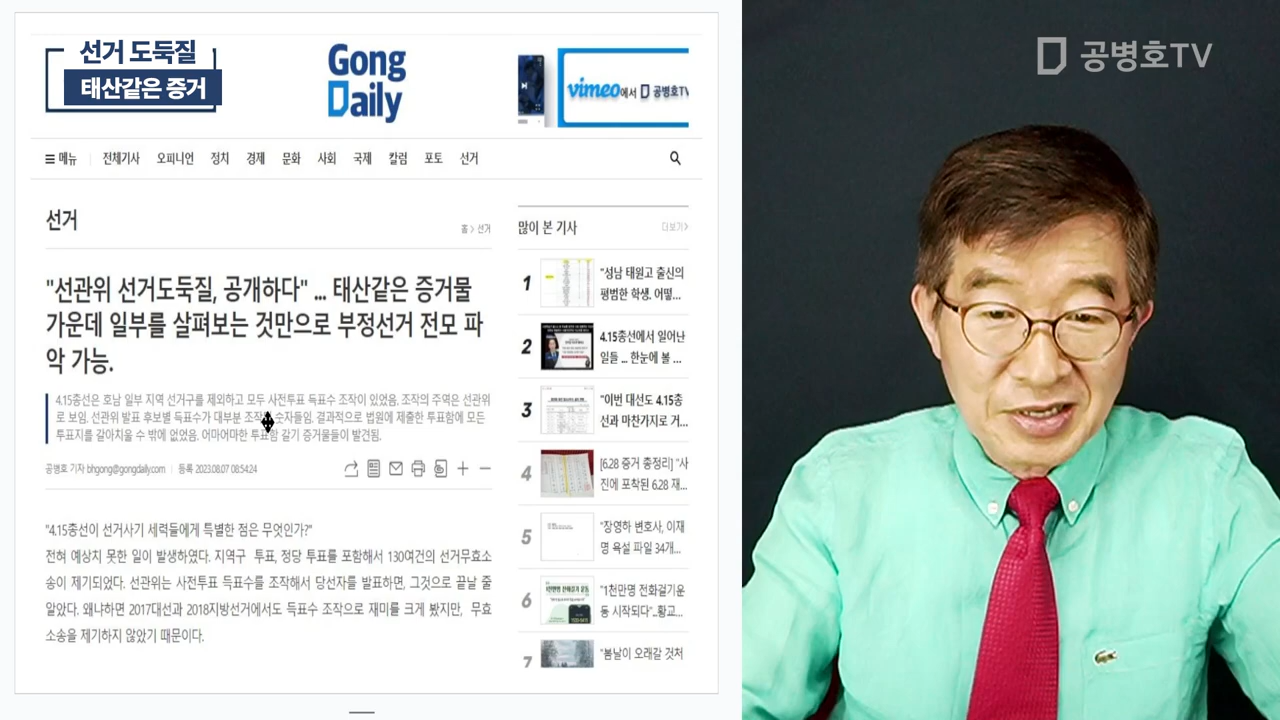 선거 도둑질
태산같은 증거
Gong
Daily
vimeo에서 공병호TV
메뉴
전체기사 오피니언 정치 경제 문화 사회 국제 칼럼 포토 선거
선거
홀 > 선거
"선관위 선거도둑질, 공개하다" ... 태산같은 증거물
가운데 일부를 살펴보는 것만으로 부정선거 전모 파
악 가능.
4.15총선은 호남 일부 지역 선거구를 제외하고 모두 사전투표 득표수 조작이 있었음. 조작의 주역은 선관위
로 보임. 선관위 발표 후보별 득표수가 대부분 숫자들임. 결과적으로 법원에 제출한 투표함에 모든
투표지를 갈아치울 수 밖에 없었음. 어마어마한 투표함 갈기 증거물들이 발견됨.
공병호 기자 bhgong@gongdaily.com | 등록 2023.08.07 08:54:24
"4.15총선이 선거사기 세력들에게 특별한 점은 무엇인가?"
전혀 예상치 못한 일이 발생하였다. 지역구 투표, 정당 투표를 포함해서 130여건의 선거무효소
송이 제기되었다. 선관위는 사전투표 득표수를 조작해서 당선자를 발표하면, 그것으로 끝날 줄
알았다. 왜냐하면 2017대선과 2018지방선거에서도 득표수 조작으로 재미를 크게 봤지만, 무효
소송을 제기하지 않았기 때문이다.
많이 본 기사
더보기>
1 "성남 태원고 출신의
평범한 학생. 어떻...
2 4.15총선에서 일어난
일들 ... 한눈에 볼 ...
3 "이번 대선도 4.15총
선과 마찬가지로 거...
4 [6.28 증거 총정리] "사
진에 포착된 6.28 재...
5 "장영하 변호사, 이재
명 욕설 파일 34개...
6 "1천만명 전화걸기운
동 시작되다"...황교...
7 "봄날이 오래갈 것처
공병호TV